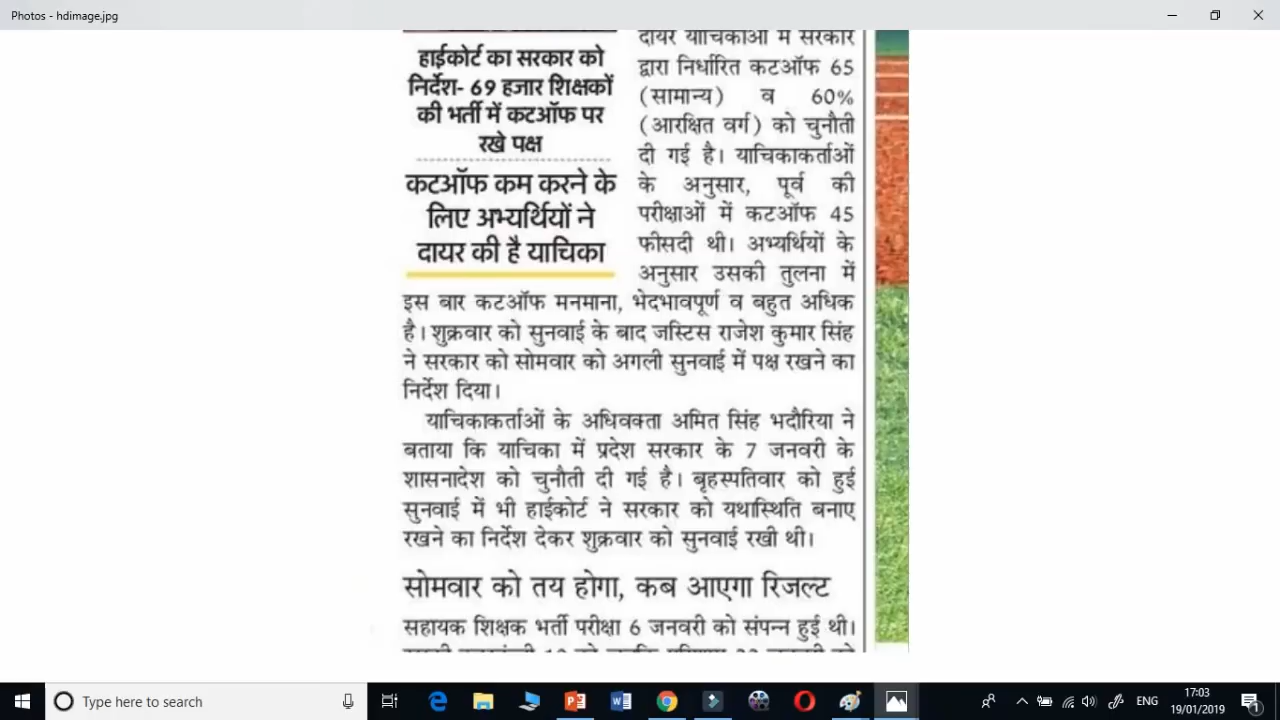 Photos - hdimage.jpg
हाईकोर्ट का सरकार को
निर्देश- 69 हजार शिक्षकों
की भर्ती में कटऑफ पर
रखे पक्ष
कटऑफ कम करने के
लिए अभ्यर्थियों ने
दायर की है याचिका
दायर याचिकाओं में सरकार
द्वारा निर्धारित कटऑफ 65
(सामान्य) व 60%
(आरक्षित वर्ग) को चुनौती
दी गई है। याचिकाकर्ताओं
के अनुसार, पूर्व की
परीक्षाओं में कटऑफ 45
फीसदी थी। अभ्यर्थियों के
अनुसार उसकी तुलना में
इस बार कटऑफ मनमाना, भेदभावपूर्ण व बहुत अधिक
है। शुक्रवार को सुनवाई के बाद जस्टिस राजेश कुमार सिंह
ने सरकार को सोमवार को अगली सुनवाई में पक्ष रखने का
निर्देश दिया।
याचिकाकर्ताओं के अधिवक्ता अमित सिंह भदौरिया ने
बताया कि याचिका में प्रदेश सरकार के 7 जनवरी के
शासनादेश को चुनौती दी गई है। बृहस्पतिवार को हुई
सुनवाई में भी हाईकोर्ट ने सरकार को यथास्थिति बनाए
रखने का निर्देश देकर शुक्रवार को सुनवाई रखी थी।
सोमवार को तय होगा, कब आएगा रिजल्ट
सहायक शिक्षक भर्ती परीक्षा 6 जनवरी को संपन्न हुई थी।
Type here to search
ENG
17:03
19/01/2019
1